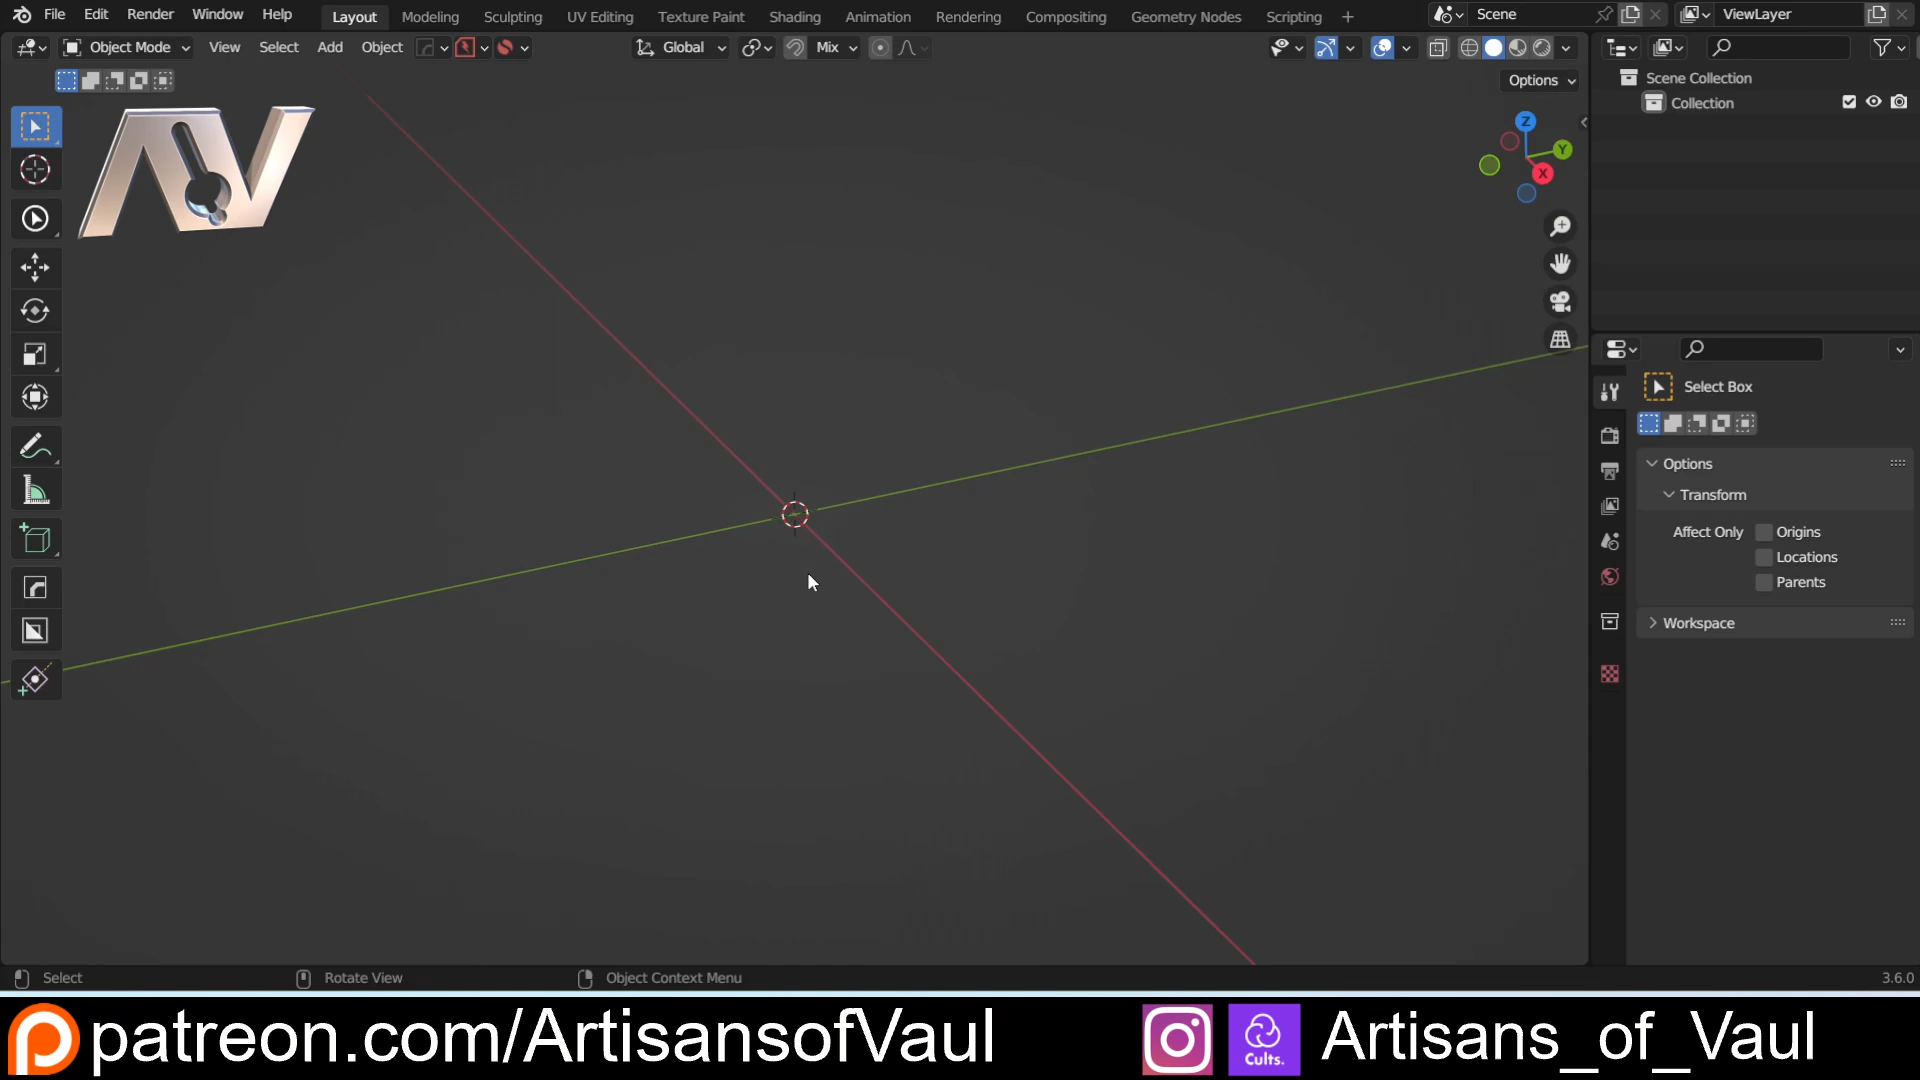 File Edit Render Window Help Layout Modeling Sculpting UV Editing Texture Paint Shading Animation Rendering Compositing Geometry Nodes Scripting + Scene ViewLayer
Object Mode View Select Add Object Global Mix
Options
Scene Collection
Collection
AV
Z
Y
X
Select Box
Options
Transform
Affect Only Origins
Locations
Parents
Workspace
Select Rotate View Object Context Menu 3.6.0
patreon.com/ArtisansofVaul Cults. Artisans_of_Vaul